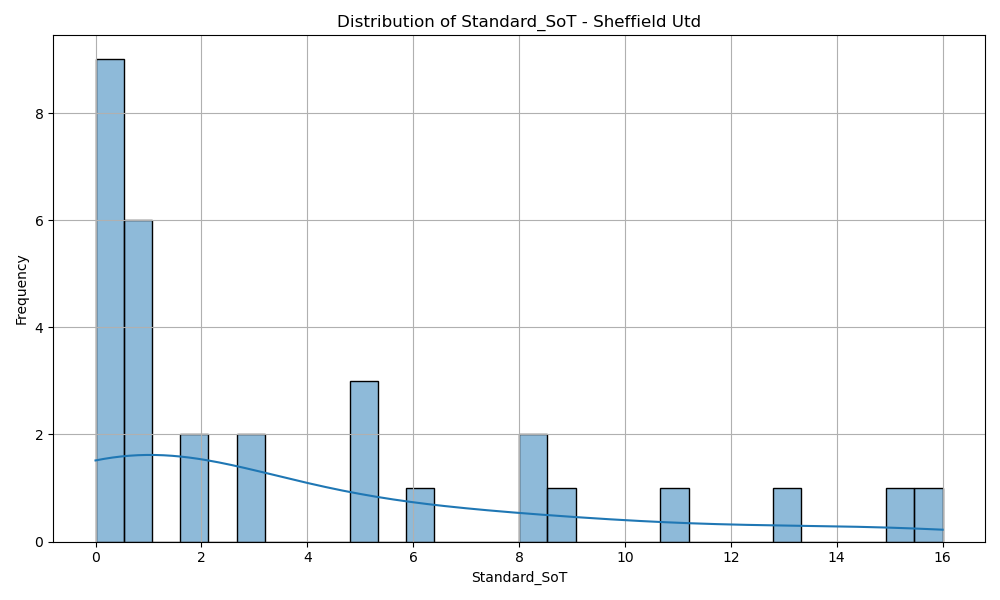 Distribution of Standard_SoT - Sheffield Utd
Frequency
8
6
4
2
0
0 2 4 6 8 10 12 14 16
Standard_SoT